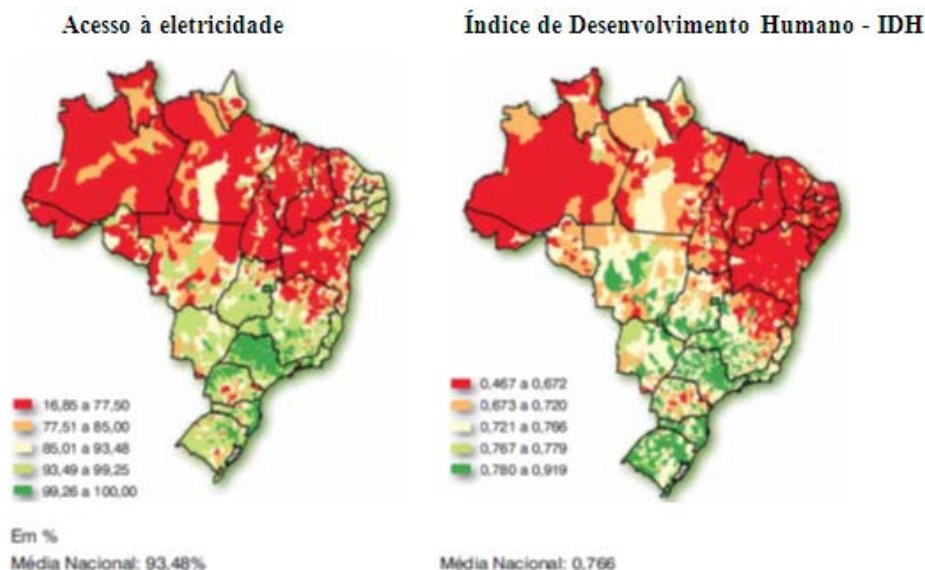 Acesso à eletricidade
16,85 a 77,50
77,51 a 85,00
85,01 a 93,48
93,49 a 99,25
99,26 a 100,00
Em %
Média Nacional: 93,48%
Índice de Desenvolvimento Humano - IDH
0,467 a 0,672
0,673 a 0,720
0,721 a 0,766
0,767 a 0,779
0,780 a 0,919
Média Nacional: 0,766